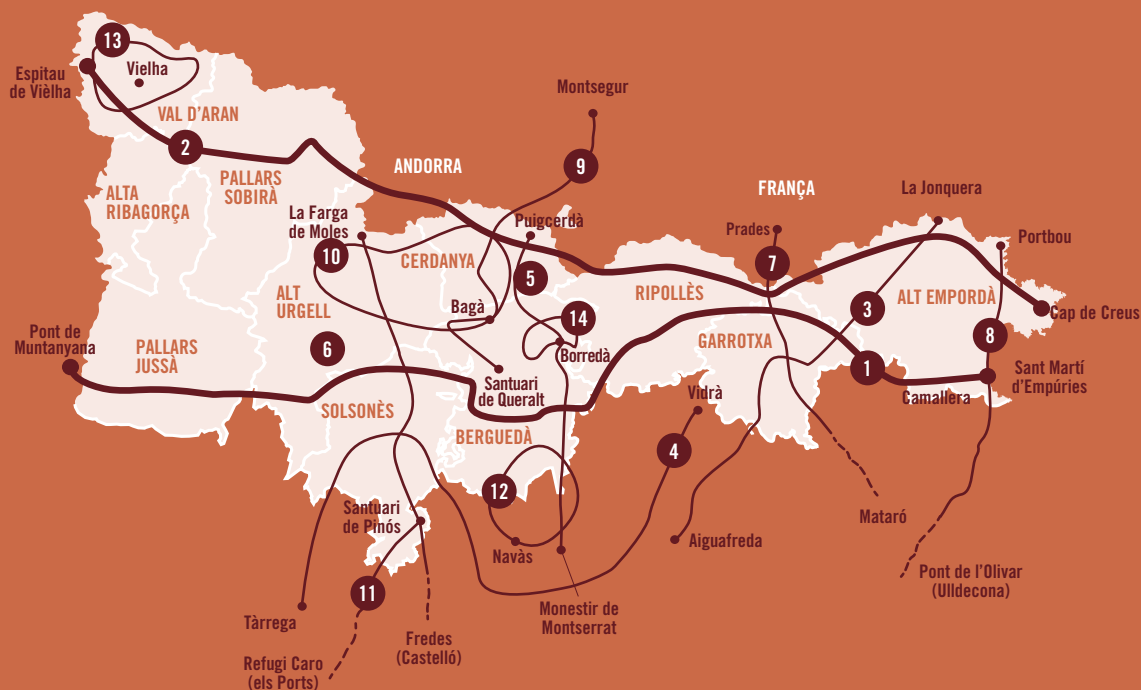 13
Vielha
Espitau
de Vièlha
VAL D'ARAN
2
Montsegur
9
ANDORRA
PALLARS
SOBIRÀ
ALTA
RIBAGORÇA
FRANÇA
La Jonquera
La Farga
de Moles
Puigcerdà
Prades
Portbou
10
CERDANYA
7
5
RIPOLLÈS
ALT EMPORDÀ
ALT
URGELL
Bagà
14
3
Cap de Creus
Pont de
Muntanyana
PALLARS
JUSSÀ
6
Borredà
GARROTXA
8
1
Santuari
de Queralt
Sant Martí
d'Empúries
Camallera
Vidrà
SOLSONÈS
BERGUEDÀ
4
12
Santuari
de Pinós
Mataró
Navàs
Aiguafreda
Pont de l'Olivar
(Ulldecona)
11
Tàrrega
Monestir de
Montserrat
Fredes
(Castelló)
Refugi Caro
(els Ports)